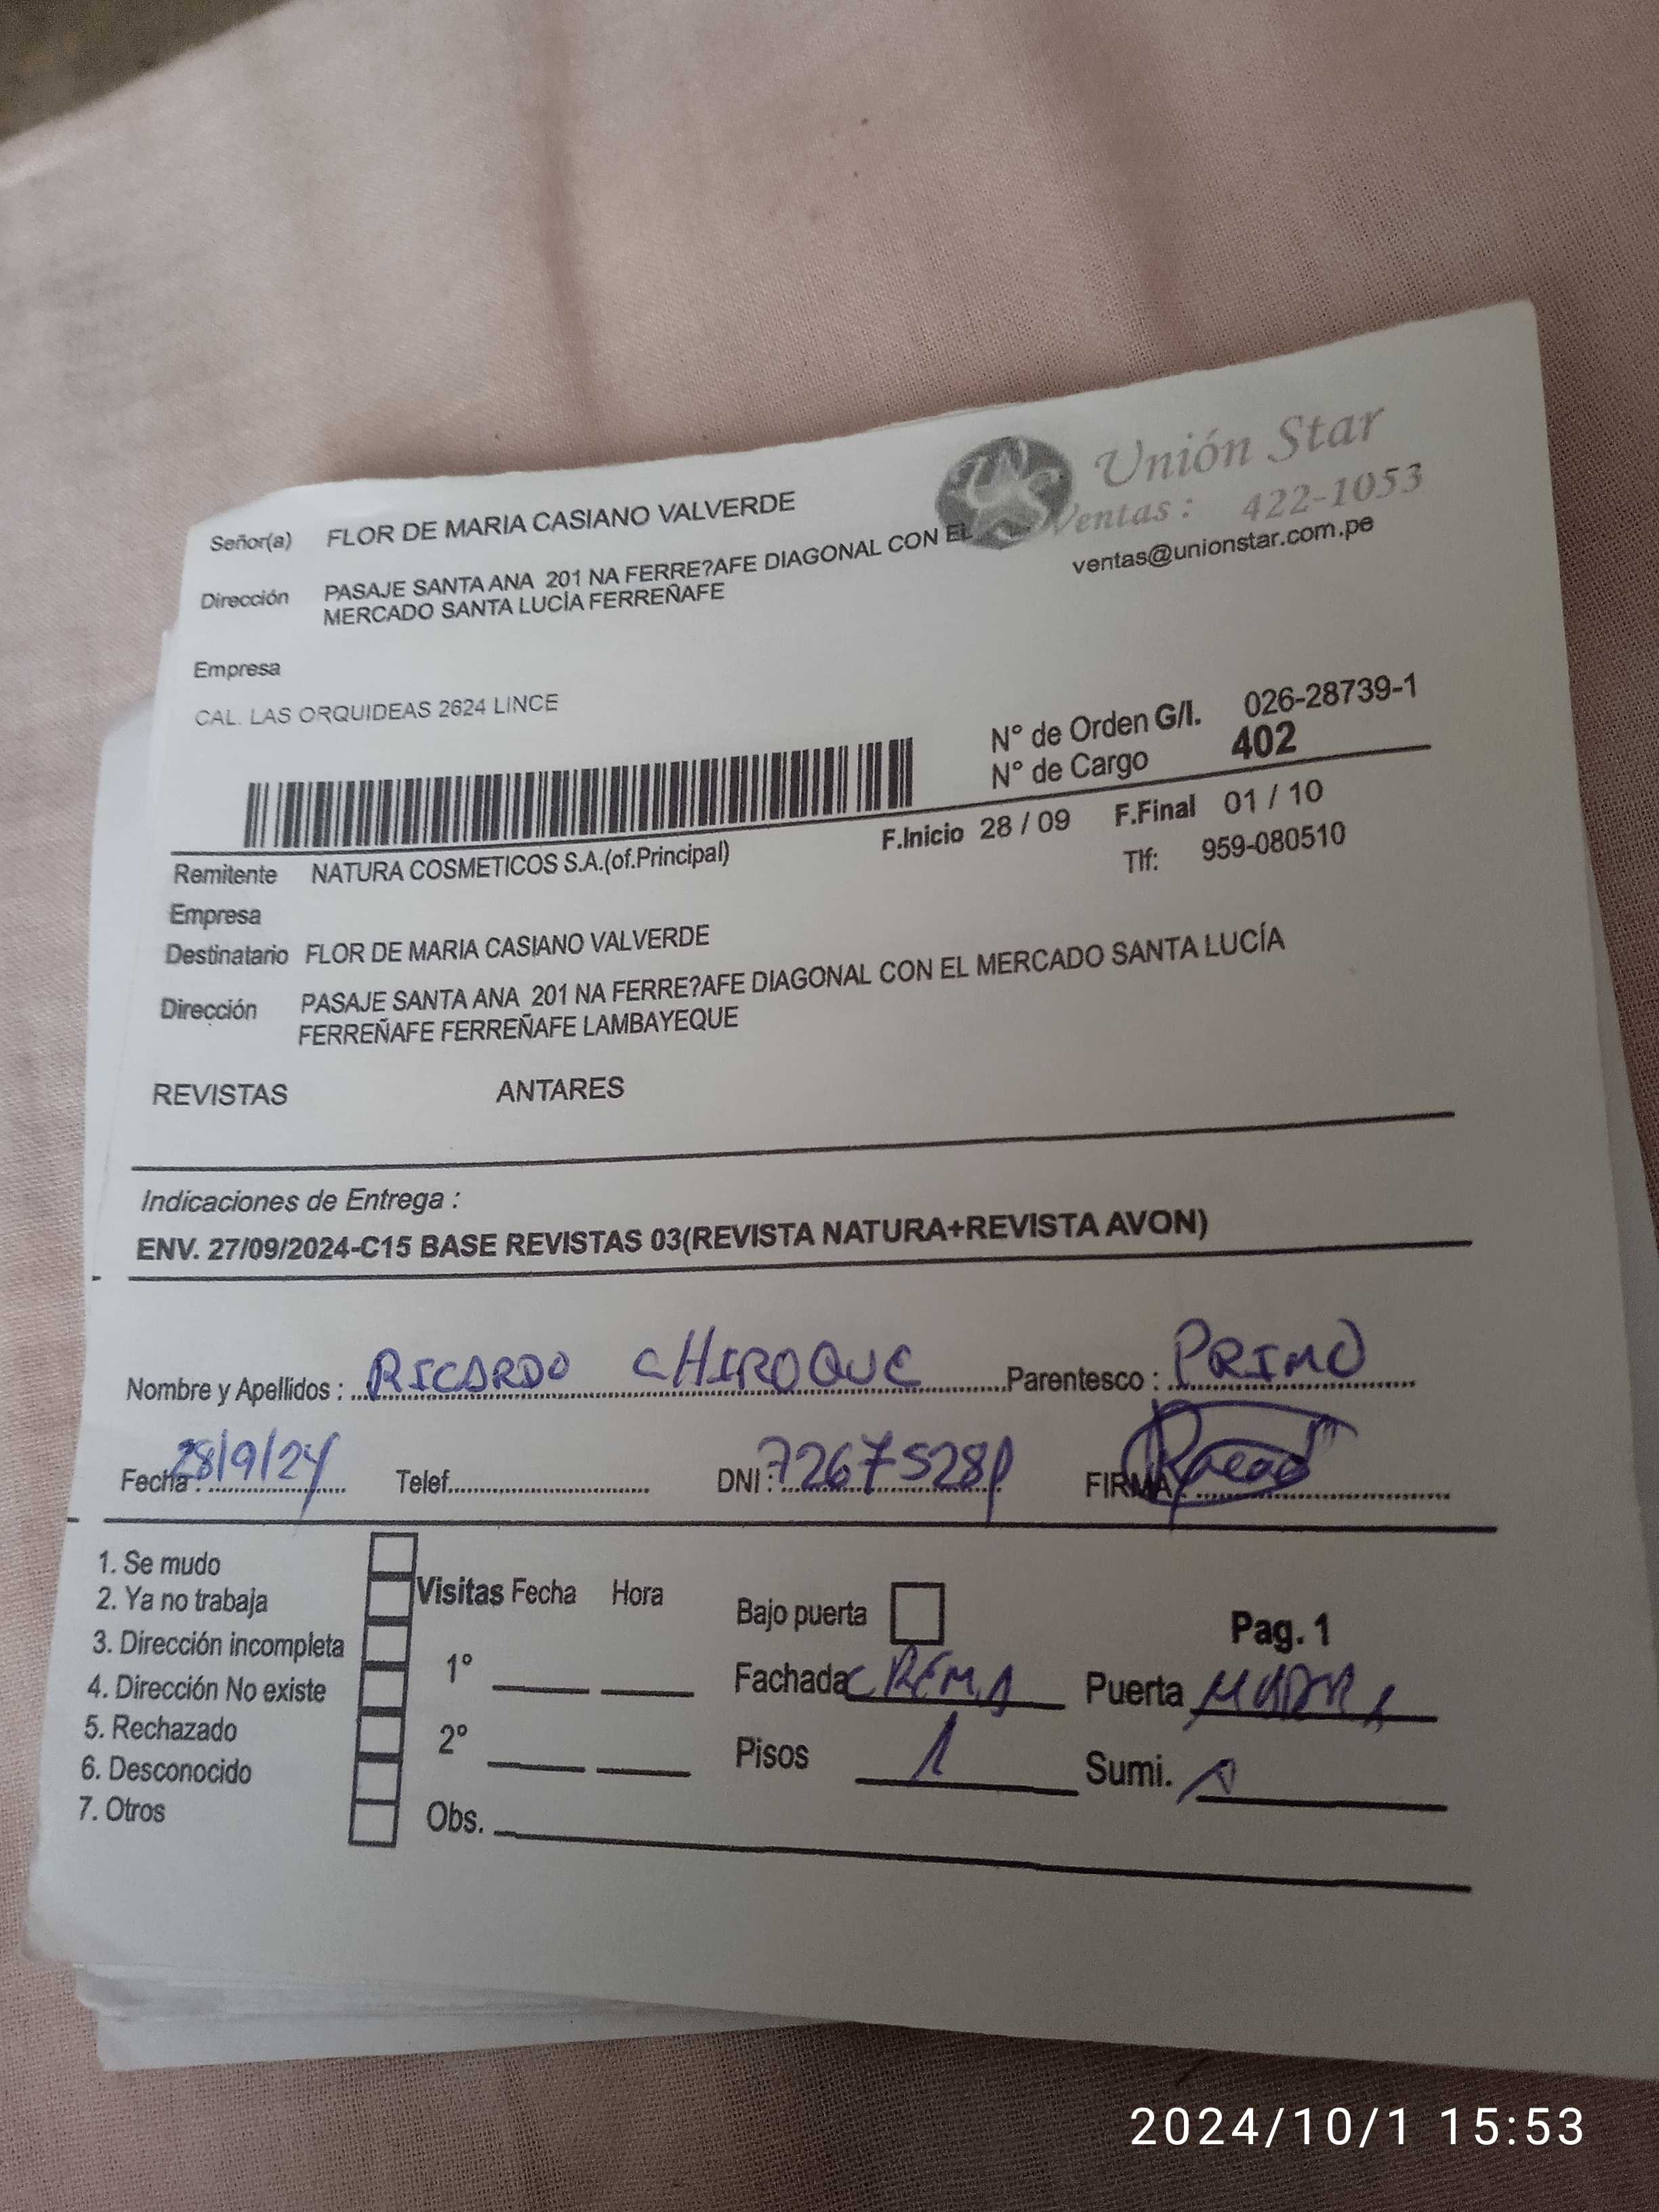 Unión Star
Ventas : 422-1053
ventas@unionstar.com.pe
Señor(a) FLOR DE MARIA CASIANO VALVERDE
Dirección PASAJE SANTA ANA 201 NA FERRE?AFE DIAGONAL CON EL
MERCADO SANTA LUCÍA FERREÑAFE
Empresa
CAL. LAS ORQUIDEAS 2624 LINCE
N° de Orden G/I. 026-28739-1
N° de Cargo 402
F.Inicio 28 / 09 F.Final 01 / 10
Remitente NATURA COSMETICOS S.A.(of.Principal) Tlf: 959-080510
Empresa
Destinatario FLOR DE MARIA CASIANO VALVERDE
Dirección PASAJE SANTA ANA 201 NA FERRE?AFE DIAGONAL CON EL MERCADO SANTA LUCÍA
FERREÑAFE FERREÑAFE LAMBAYEQUE
REVISTAS ANTARES
Indicaciones de Entrega :
ENV. 27/09/2024-C15 BASE REVISTAS 03(REVISTA NATURA+REVISTA AVON)
Nombre y Apellidos : RICARDO CHIROQUE Parentesco : PRIMO
Fecha : 28/9/24 Telef. DNI : FIRMA :
1. Se mudo
2. Ya no trabaja
3. Dirección incompleta
4. Dirección No existe
5. Rechazado
6. Desconocido
7. Otros
Visitas Fecha Hora
1°
2°
Obs.
Bajo puerta Pag. 1
Fachada CREMA Puerta
Pisos 1 Sumi.
2024/10/1 15:53